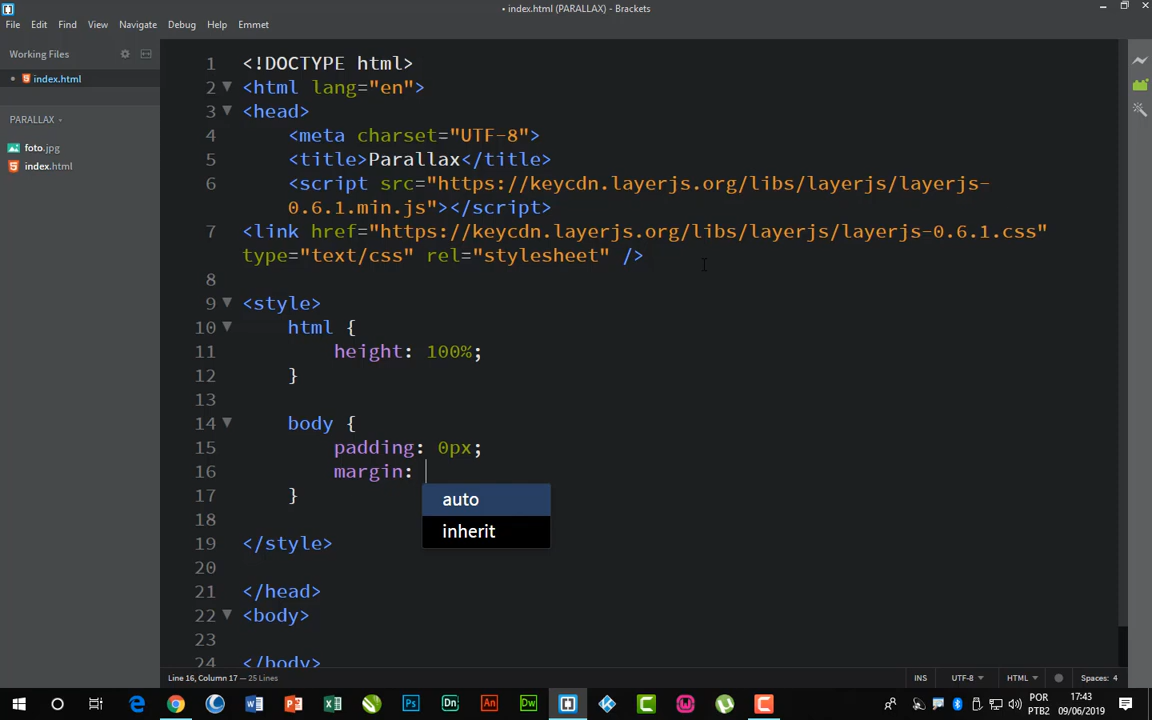 • index.html (PARALLAX) - Brackets
File Edit Find View Navigate Debug Help Emmet
Working Files
• index.html
PARALLAX
foto.jpg
index.html
1 <!DOCTYPE html>
2 <html lang="en">
3 <head>
4 <meta charset="UTF-8">
5 <title>Parallax</title>
6 <script src="https://keycdn.layerjs.org/libs/layerjs/layerjs-
0.6.1.min.js"></script>
7 <link href="https://keycdn.layerjs.org/libs/layerjs/layerjs-0.6.1.css"
type="text/css" rel="stylesheet" />
8
9 <style>
10 html {
11 height: 100%;
12 }
13
14 body {
15 padding: 0px;
16 margin:
auto
inherit
17 }
18
19 </style>
20
21 </head>
22 <body>
23
24 </body>
Line 16, Column 17 — 25 Lines
INS UTF-8 HTML Spaces: 4
POR
PTB2
17:43
09/06/2019